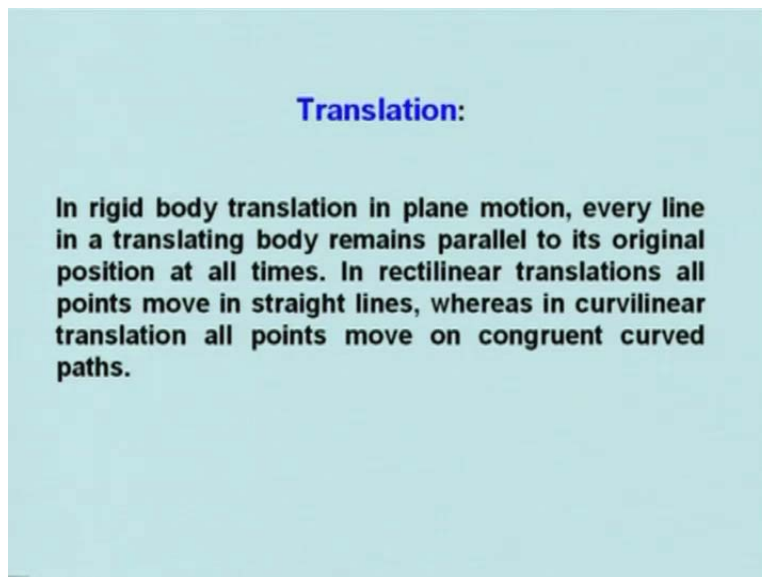 Translation:
In rigid body translation in plane motion, every line
in a translating body remains parallel to its original
position at all times. In rectilinear translations all
points move in straight lines, whereas in curvilinear
translation all points move on congruent curved
paths.